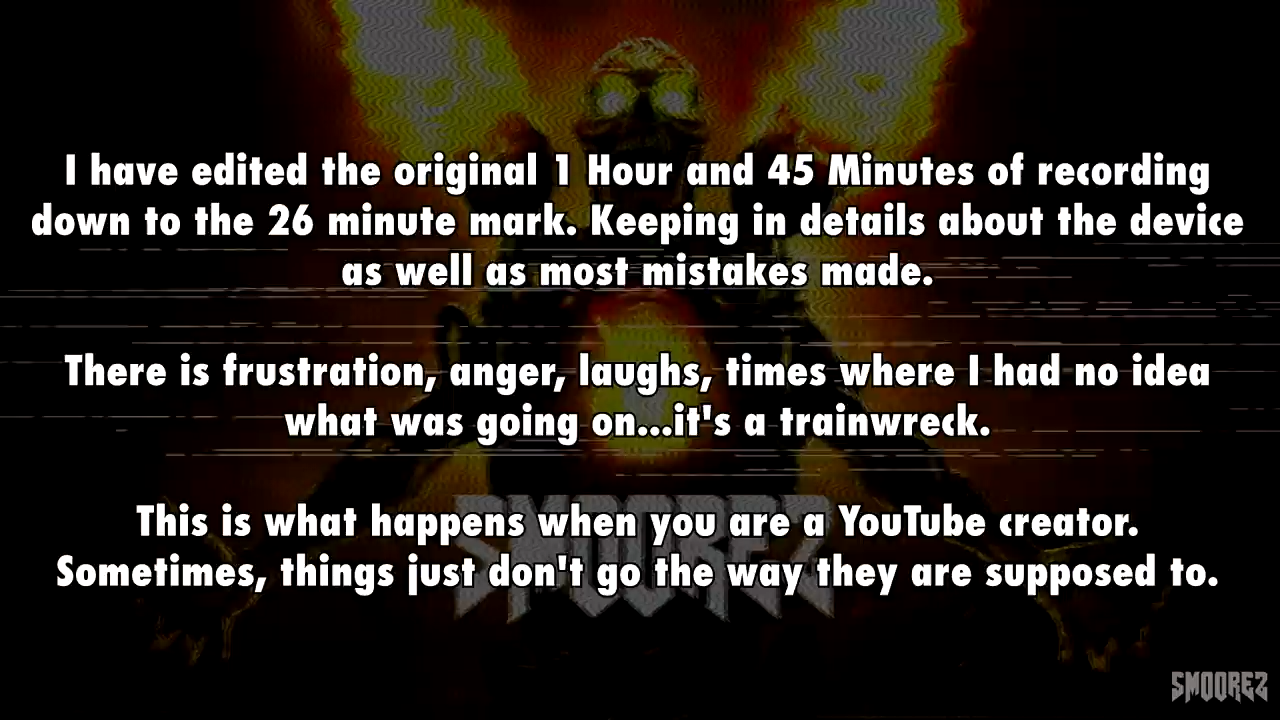 I have edited the original 1 Hour and 45 Minutes of recording
down to the 26 minute mark. Keeping in details about the device
as well as most mistakes made.
There is frustration, anger, laughs, times where I had no idea
what was going on...it's a trainwreck.
This is what happens when you are a YouTube creator.
Sometimes, things just don't go the way they are supposed to.
SMOOREZ
SMOOREZ